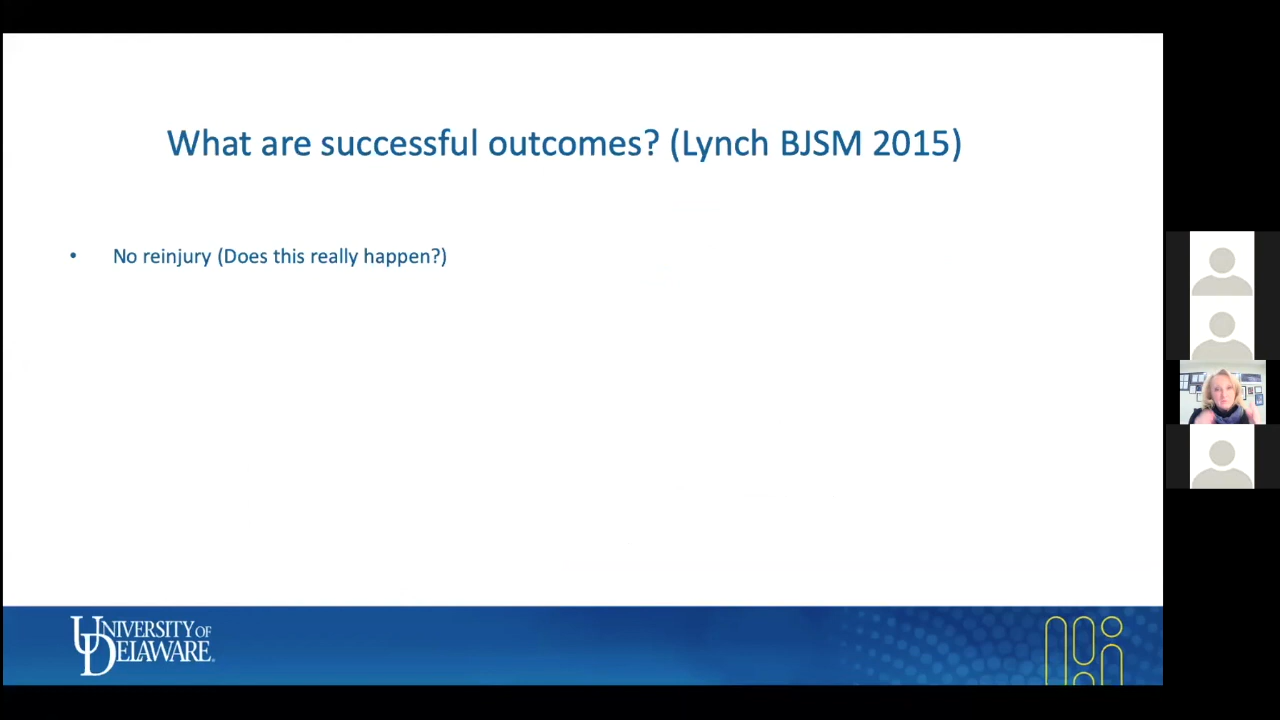 What are successful outcomes? (Lynch BJSM 2015)
• No reinjury (Does this really happen?)
UNIVERSITY OF
DELAWARE